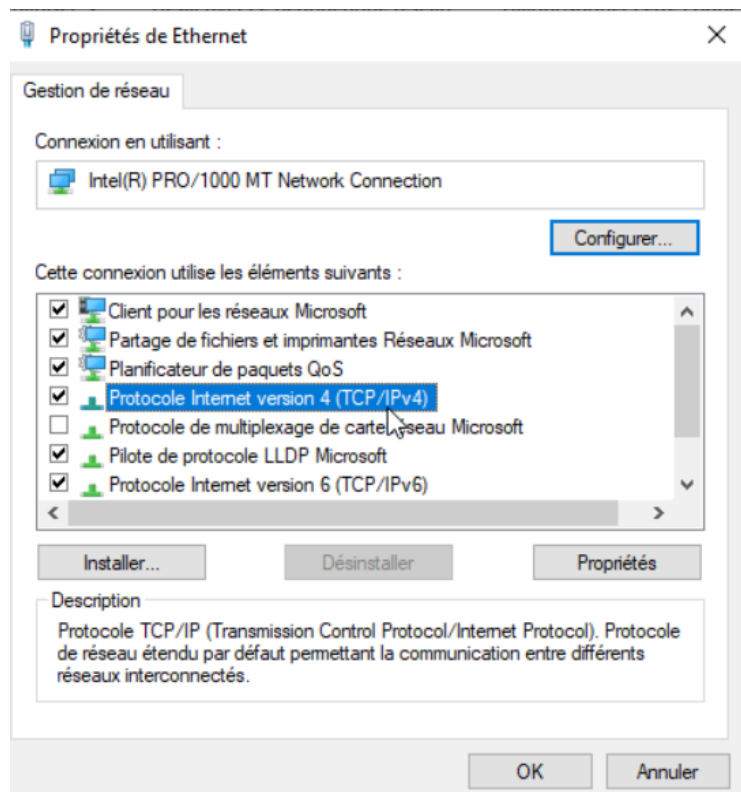 Propriétés de Ethernet
Gestion de réseau
Connexion en utilisant :
Intel(R) PRO/1000 MT Network Connection
Configurer...
Cette connexion utilise les éléments suivants :
Client pour les réseaux Microsoft
Partage de fichiers et imprimantes Réseaux Microsoft
Planificateur de paquets QoS
Protocole Internet version 4 (TCP/IPv4)
Protocole de multiplexage de carte réseau Microsoft
Pilote de protocole LLDP Microsoft
Protocole Internet version 6 (TCP/IPv6)
Installer...
Désinstaller
Propriétés
Description
Protocole TCP/IP (Transmission Control Protocol/Internet Protocol). Protocole
de réseau étendu par défaut permettant la communication entre différents
réseaux interconnectés.
OK
Annuler